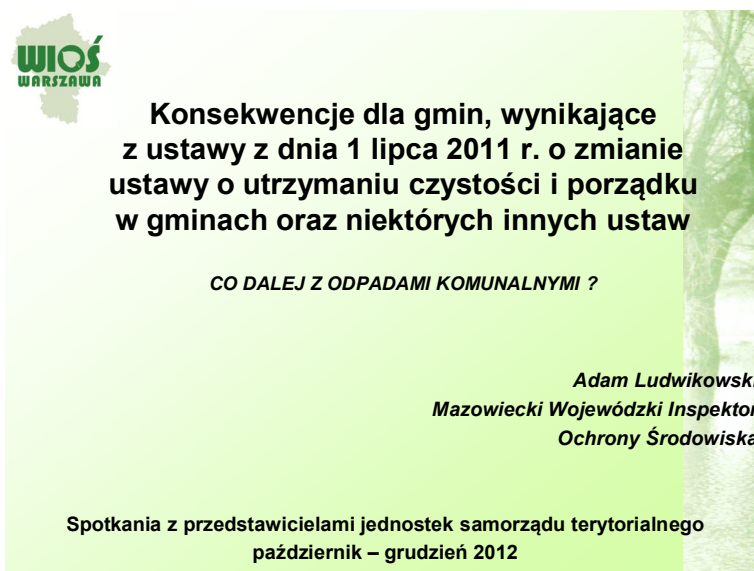 WIOŚ
WARSZAWA
Konsekwencje dla gmin, wynikające
z ustawy z dnia 1 lipca 2011 r. o zmianie
ustawy o utrzymaniu czystości i porządku
w gminach oraz niektórych innych ustaw
CO DALEJ Z ODPADAMI KOMUNALNYMI ?
Adam Ludwikowski
Mazowiecki Wojewódzki Inspektor
Ochrony Środowiska
Spotkania z przedstawicielami jednostek samorządu terytorialnego
październik – grudzień 2012